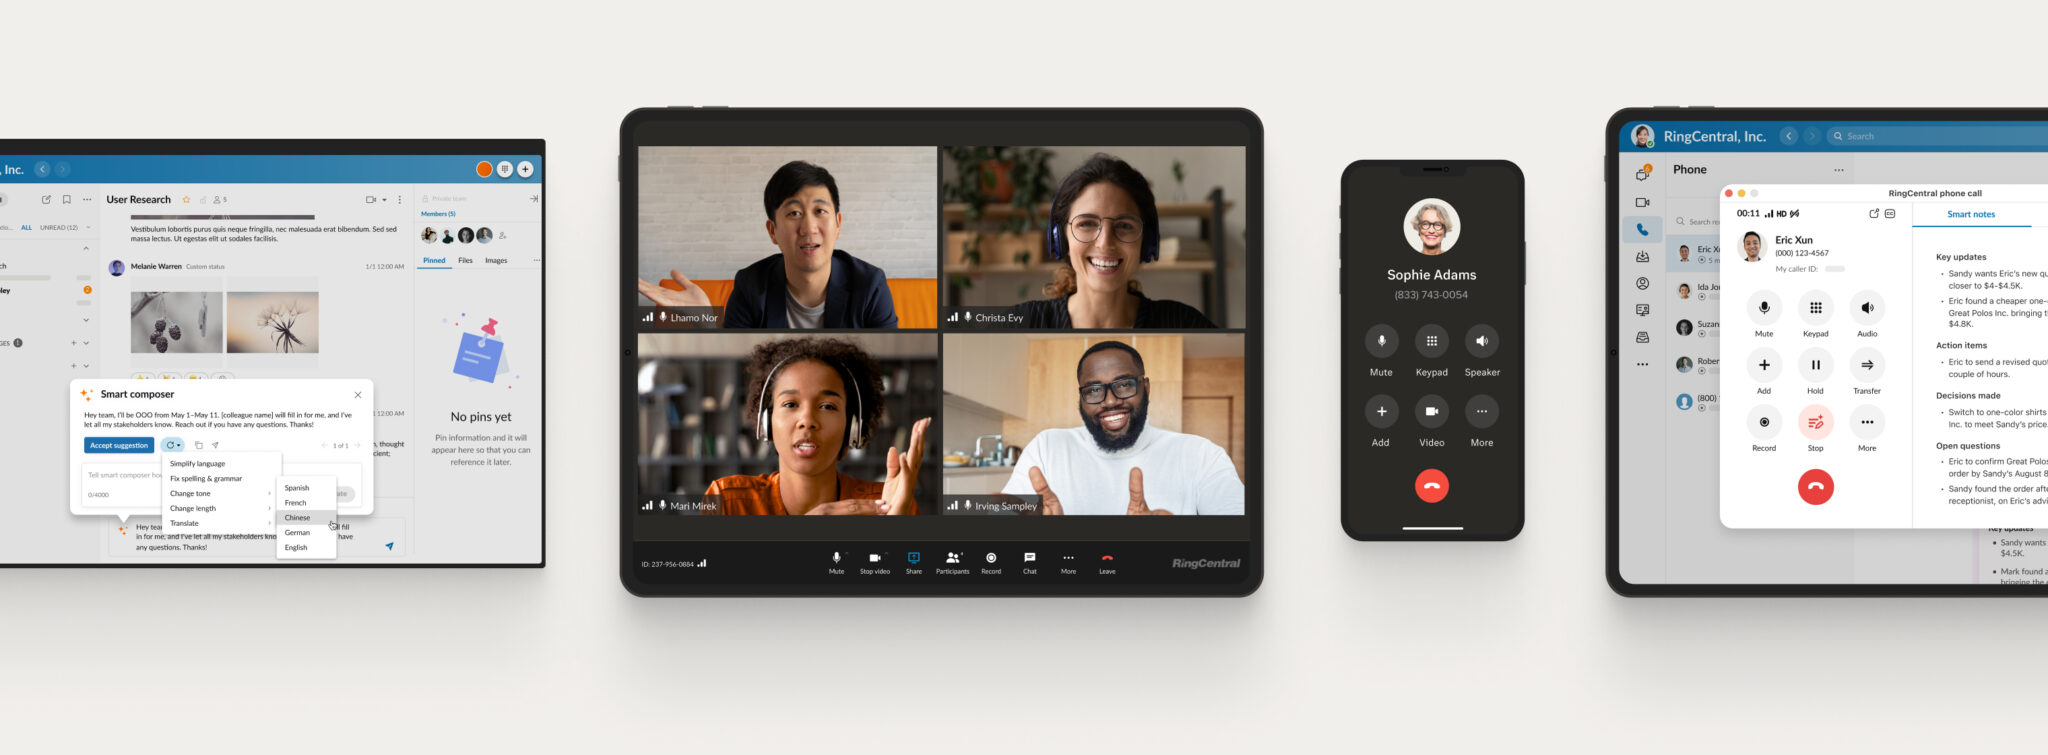 , Inc.
User Research
5
ALL
UNREAD (12)
Vestibulum lobortis purus quis neque fringilla, nec malesuada erat bibendum. Sed sed
massa lectus. Ut egestas elit ut sodales facilisis.
Melanie Warren Custom status
1/1 12:00 AM
2
1
Private team
Members (5)
Pinned Files Images
No pins yet
Pin information and it will
appear here so that you can
reference it later.
Smart composer
Hey team, I'll be OOO from May 1–May 11. [colleague name] will fill in for me, and I've
let all my stakeholders know. Reach out if you have any questions. Thanks!
Accept suggestion
1 of 1
Tell smart composer
0/4000
Simplify language
Fix spelling & grammar
Change tone
Change length
Translate
Spanish
French
Chinese
German
English
12:00 AM
, thought
Hey
fill
in for me, and I've let all my stakeholders
have
any questions. Thanks!
Lhamo Nor
Christa Evy
Mari Mirek
Irving Sampley
ID: 237-956-0884
Mute
Stop video
Share
4
Participants
Record
Chat
More
Leave
RingCentral
Sophie Adams
(833) 743-0054
Mute Keypad Speaker
Add Video More
RingCentral, Inc.
Search
Phone
RingCentral phone call
00:11 HD
Smart notes
Eric Xun
(000) 123-4567
My caller ID:
Mute Keypad Audio
Add Hold Transfer
Record Stop More
Search
Eric
5
Ida
(800)
Key updates
Sandy wants Eric's new
closer to $4–$4.5K.
Eric found a cheaper
Great Polos Inc. bringing
$4.8K.
Action items
Eric to send a revised
couple of hours.
Decisions made
Switch to one-color shirts
Inc. to meet Sandy's price.
Open questions
Eric to confirm Great
order by Sandy's August 8
Sandy found the order
receptionist, on Eric's
Key updates
Sandy wants
$4.5K.
Mark found a
bringing the